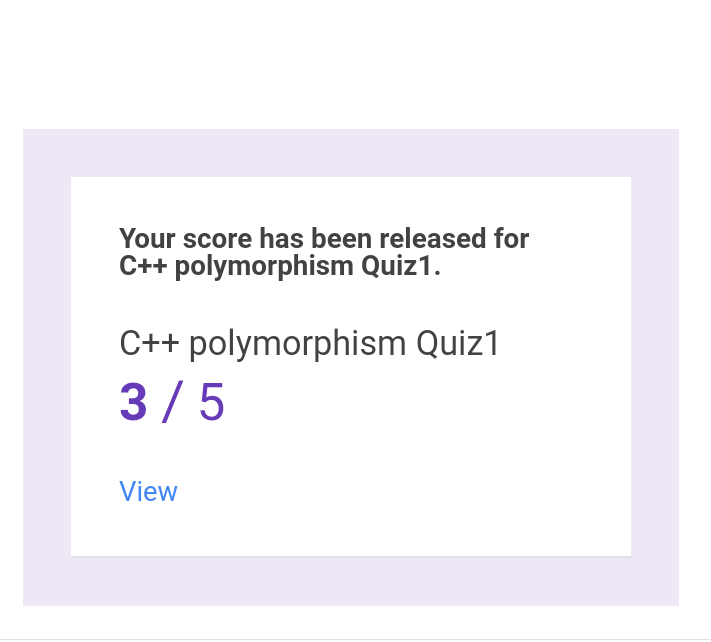 Your score has been released for
C++ polymorphism Quiz1.
C++ polymorphism Quiz1
3 / 5
View